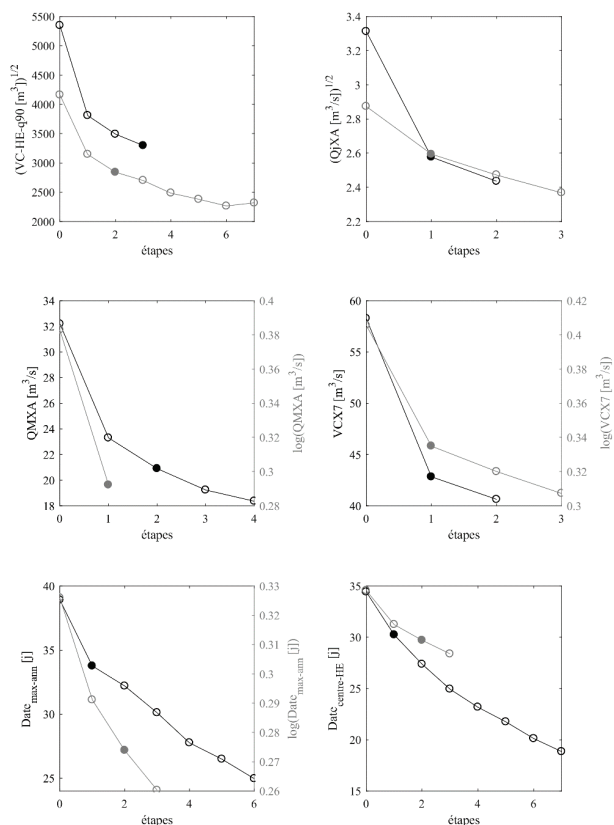 (VC-HE-q90 [m³])^1/2
5500
5000
4500
4000
3500
3000
2500
2000
0 2 4 6
étapes
(QjXA [m³/s])^1/2
3.4
3.2
3
2.8
2.6
2.4
2.2
0 1 2 3
étapes
QMXA [m³/s]
34
32
30
28
26
24
22
20
18
0 1 2 3 4
étapes
0.4
0.38
0.36
0.34
0.32
0.3
0.28
log(QMXA [m³/s])
VCX7 [m³/s]
60
55
50
45
40
0 1 2 3
étapes
0.42
0.4
0.38
0.36
0.34
0.32
0.3
log(VCX7 [m³/s])
Date max-ann [j]
40
35
30
25
0 1 2 3 4 5 6
étapes
0.33
0.32
0.31
0.3
0.29
0.28
0.27
0.26
log(Date max-ann [j])
Date centre-HE [j]
35
30
25
20
15
0 2 4 6
étapes